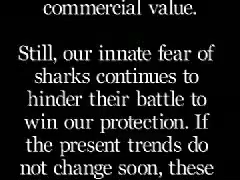 commercial value.
Still, our innate fear of
sharks continues to
hinder their battle to
win our protection. If
the present trends do
not change soon, these